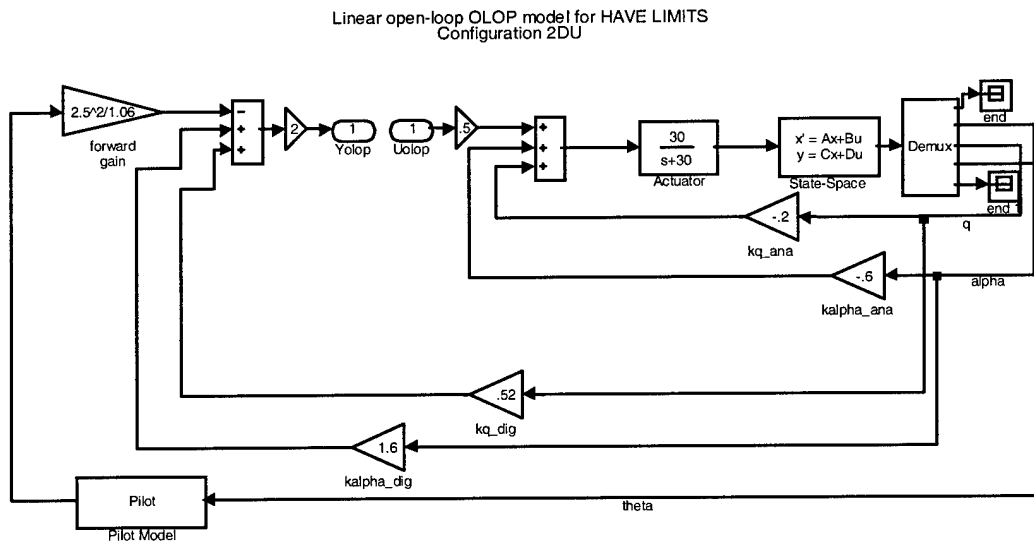 Linear open-loop OLOP model for HAVE LIMITS
Configuration 2DU
2.5^2/1.06
forward
gain
−
+
+
2
1
Yolop
1
Uolop
.5
+
+
+
30
s+30
Actuator
x' = Ax+Bu
y = Cx+Du
State-Space
Demux
end
end 1
-.2
kq_ana
q
-.6
kalpha_ana
alpha
.52
kq_dig
1.6
kalpha_dig
Pilot
Pilot Model
theta